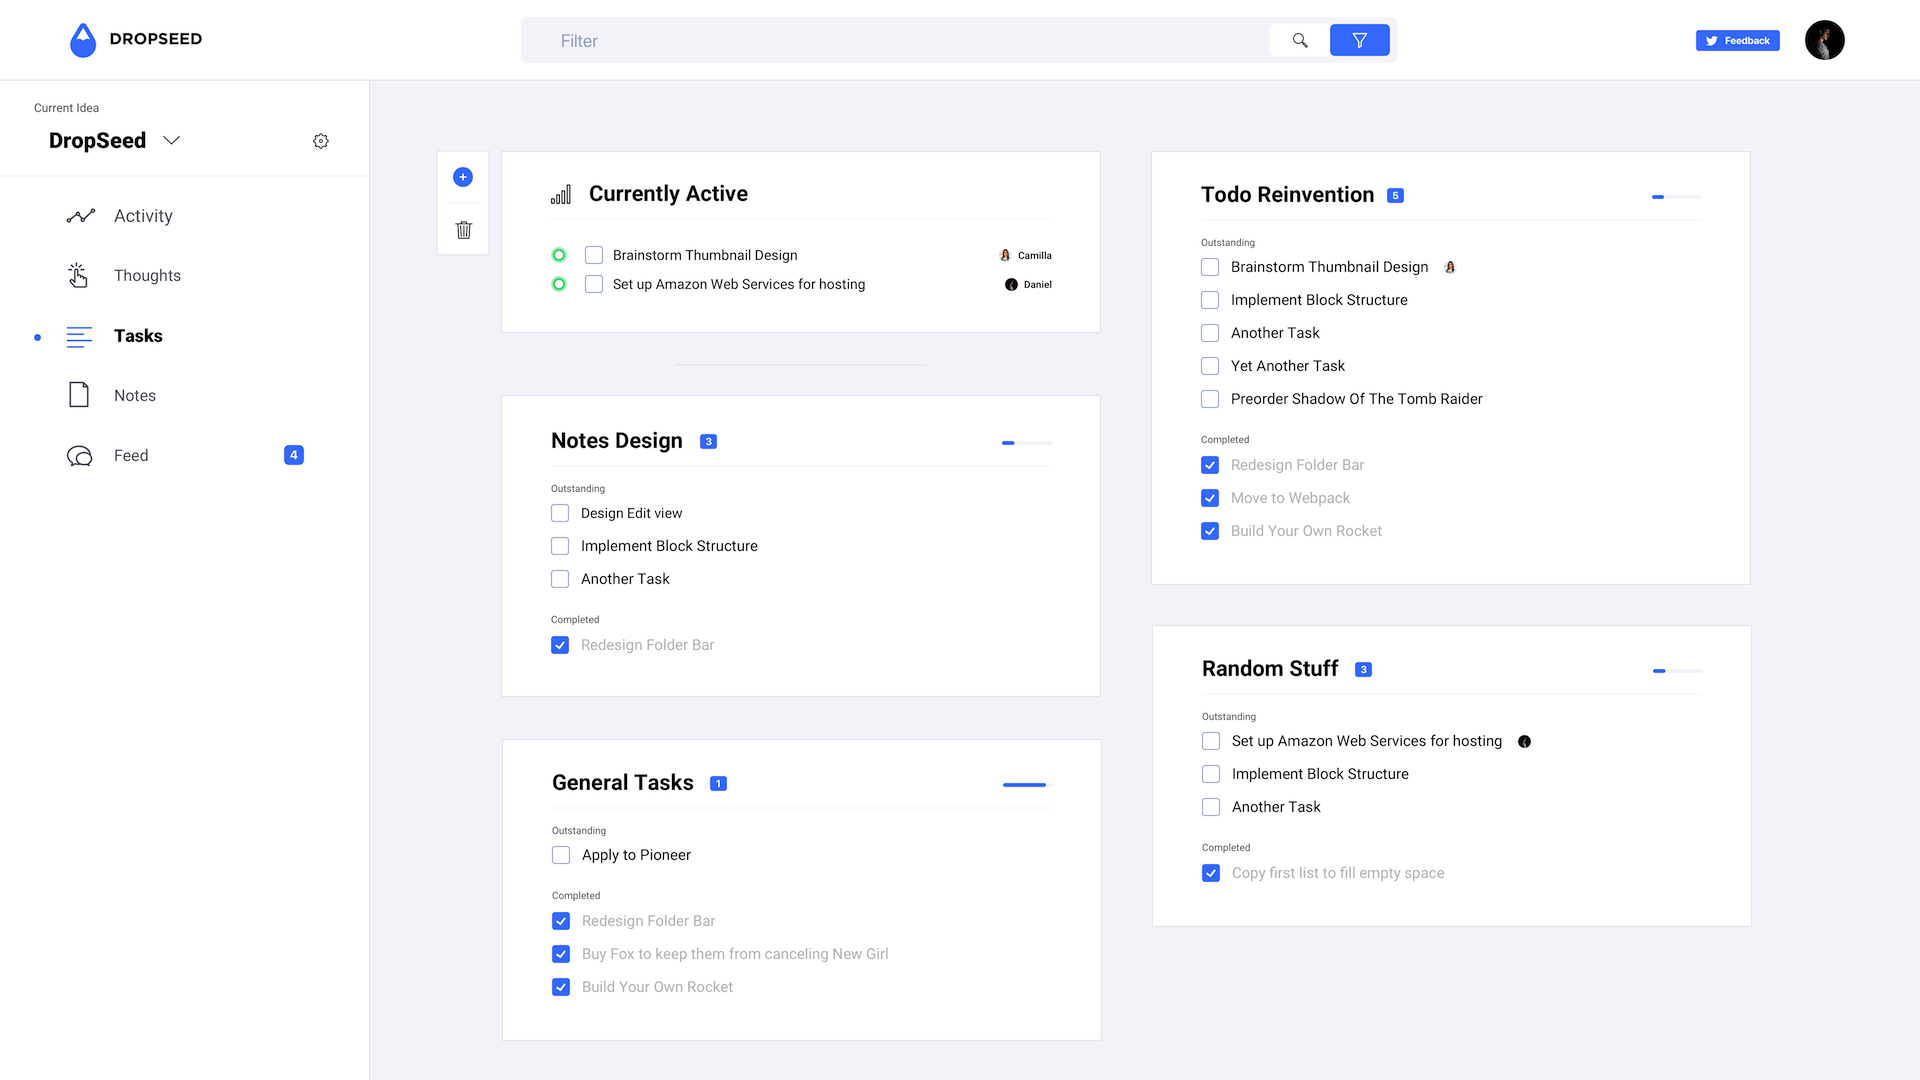 DROPSEED
Filter
Feedback
Current Idea
DropSeed
Activity
Thoughts
Tasks
Notes
Feed 4
Currently Active
Brainstorm Thumbnail Design Camilla
Set up Amazon Web Services for hosting Daniel
Notes Design 3
Outstanding
Design Edit view
Implement Block Structure
Another Task
Completed
Redesign Folder Bar
General Tasks 1
Outstanding
Apply to Pioneer
Completed
Redesign Folder Bar
Buy Fox to keep them from canceling New Girl
Build Your Own Rocket
Todo Reinvention 5
Outstanding
Brainstorm Thumbnail Design
Implement Block Structure
Another Task
Yet Another Task
Preorder Shadow Of The Tomb Raider
Completed
Redesign Folder Bar
Move to Webpack
Build Your Own Rocket
Random Stuff 3
Outstanding
Set up Amazon Web Services for hosting
Implement Block Structure
Another Task
Completed
Copy first list to fill empty space